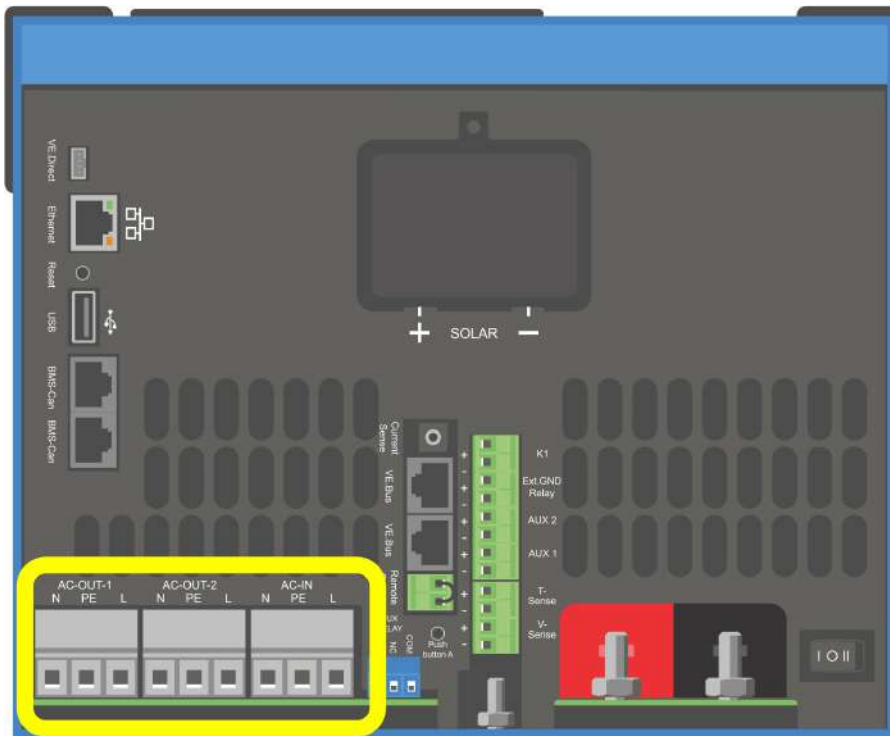 VE.Direct
Ethernet
Reset
USB
BMS-Can
BMS-Can
+ SOLAR −
Current
Sense
VE.Bus
VE.Bus
Remote
+
-
+
-
+
-
+
-
+
-
+
-
K1
Ext.GND
Relay
AUX 2
AUX 1
T-
Sense
V-
Sense
AC-OUT-1
N PE L
AC-OUT-2
N PE L
AC-IN
N PE L
NC
COM
Push
button A
I O II